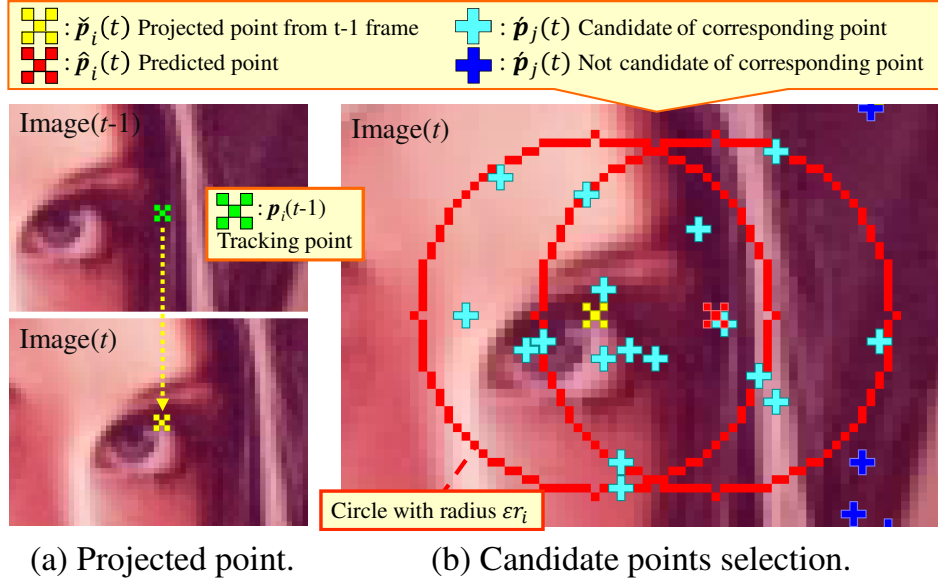 : p̌ᵢ(t) Projected point from t-1 frame
: p̂ᵢ(t) Predicted point
: ṕⱼ(t) Candidate of corresponding point
: ṕⱼ(t) Not candidate of corresponding point
Image(t-1)
: pᵢ(t-1)
Tracking point
Image(t)
Image(t)
Circle with radius εrᵢ
(a) Projected point.
(b) Candidate points selection.